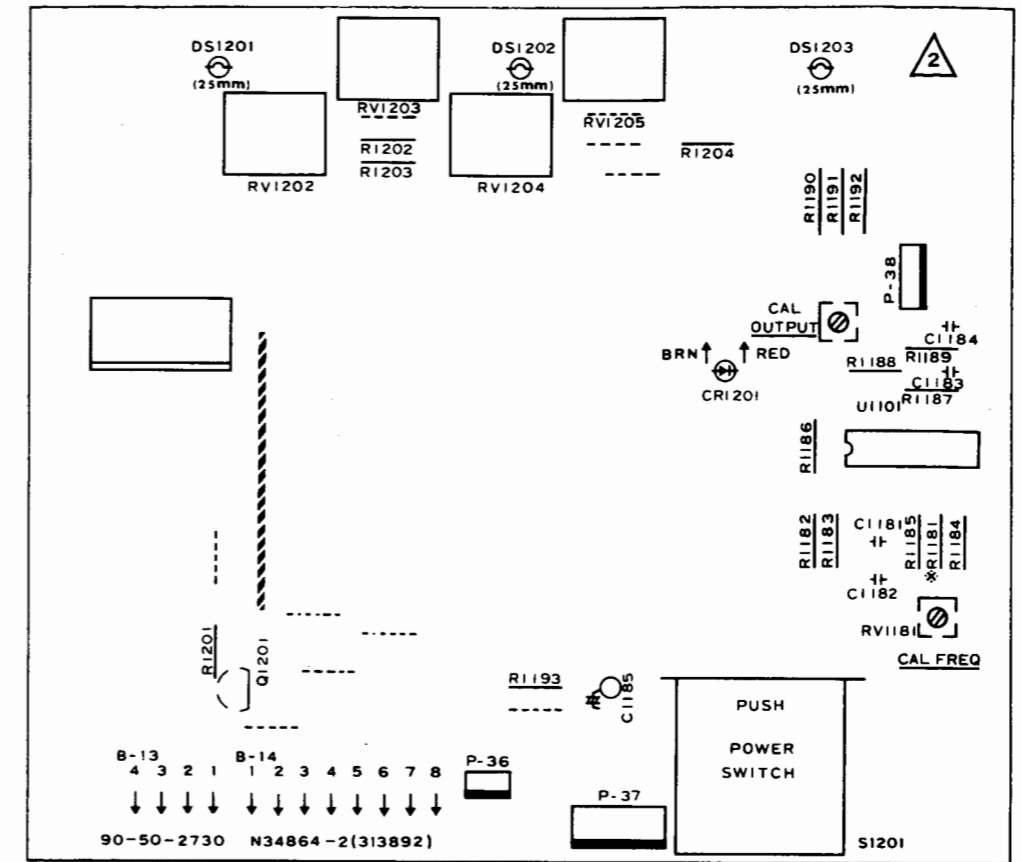 DS1201
(25mm)
DS1202
(25mm)
DS1203
(25mm)
2
RV1203
RV1205
R1202
R1203
R1204
RV1202
RV1204
R1190
R1191
R1192
P-38
CAL
OUTPUT
C1184
BRN
RED
R1188
R1189
C1183
CR1201
R1187
U1101
R1186
R1182
R1183
C1181
R1185
R1181
R1184
※
C1182
RV1181
CAL FREQ
R1201
Q1201
R1193
C1185
PUSH
POWER
SWITCH
B-13
B-14
P-36
4 3 2 1 1 2 3 4 5 6 7 8
P-37
90-50-2730 N34864-2(313892)
S1201